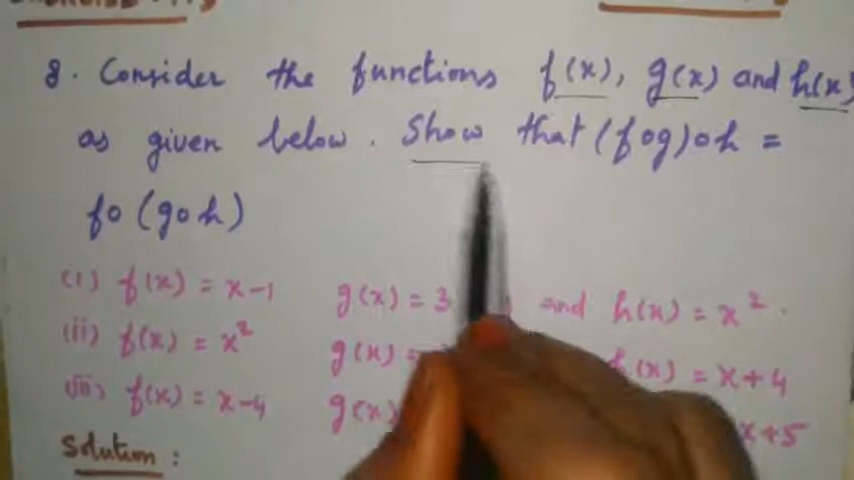 8. Consider the functions f(x), g(x) and h(x)
as given below. Show that (fog)oh =
fo (goh)
(i) f(x) = x-1 g(x) = 3 and h(x) = x².
(ii) f(x) = x² g(x) = h(x) = x+4
(iii) f(x) = x-4 g(x) x+5
Solution :